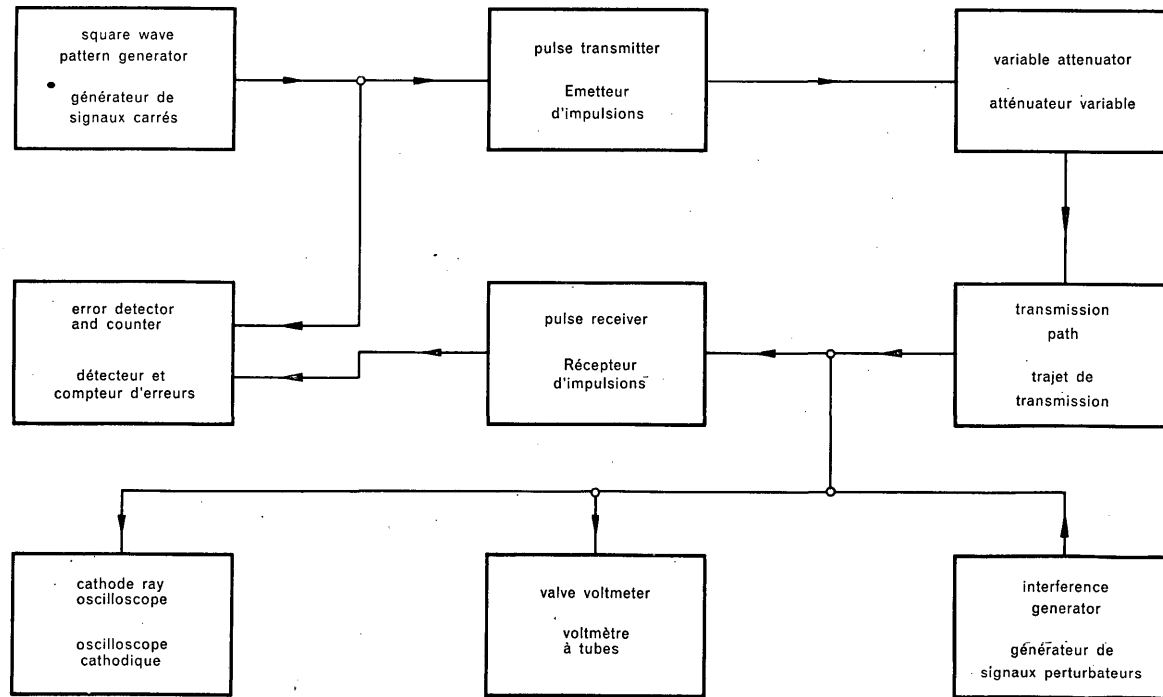 square wave
pattern generator
générateur de
signaux carrés
pulse transmitter
Emetteur
d'impulsions
variable attenuator
atténuateur variable
error detector
and counter
détecteur et
compteur d'erreurs
pulse receiver
Récepteur
d'impulsions
transmission
path
trajet de
transmission
cathode ray
oscilloscope
oscilloscope
cathodique
valve voltmeter
voltmètre
à tubes
interference
generator
générateur de
signaux perturbateurs